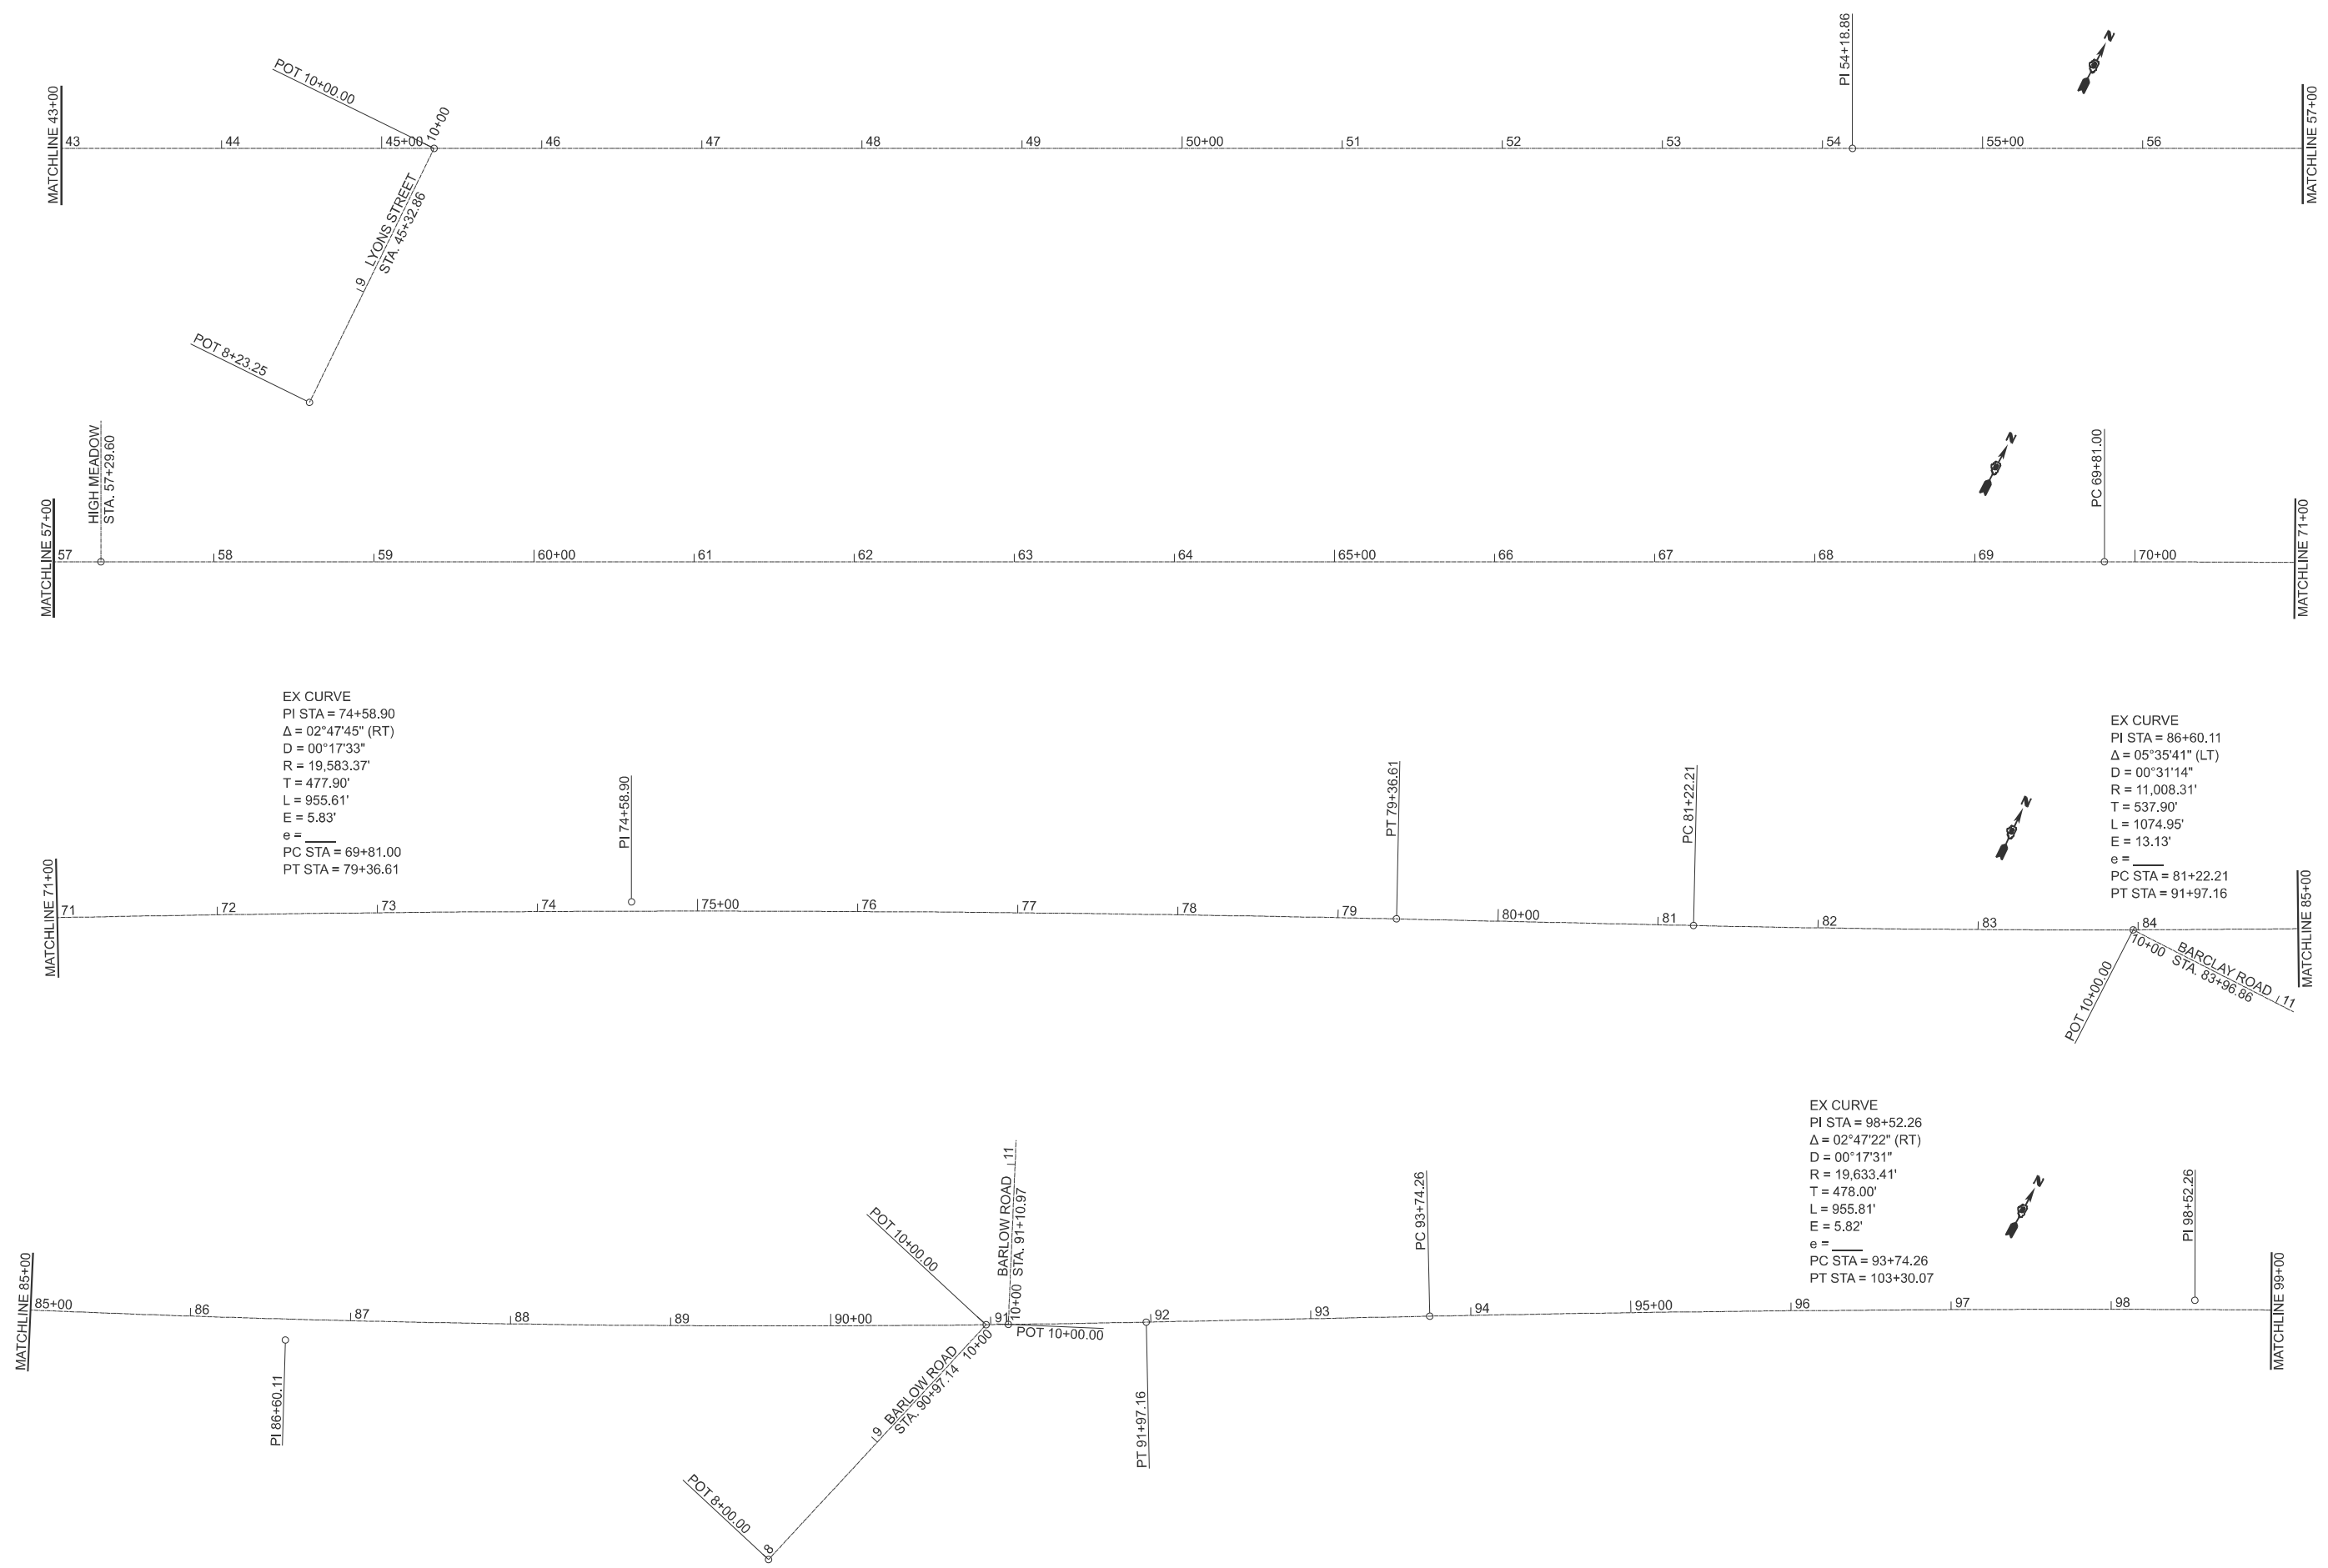 MATCHLINE 43+00
43
44
45+00
46
47
48
49
50+00
51
52
53
54
55+00
56
MATCHLINE 57+00
POT 10+00.00
10+00
LYONS STREET
STA. 45+32.86
9
POT 8+23.25
PI 54+18.86
N
MATCHLINE 57+00
57
58
59
60+00
61
62
63
64
65+00
66
67
68
69
70+00
MATCHLINE 71+00
HIGH MEADOW
STA. 57+29.60
N
PC 69+81.00
EX CURVE
PI STA = 74+58.90
Δ = 02°47'45" (RT)
D = 00°17'33"
R = 19,583.37'
T = 477.90'
L = 955.61'
E = 5.83'
e = ____
PC STA = 69+81.00
PT STA = 79+36.61
MATCHLINE 71+00
71
72
73
74
75+00
76
77
78
79
80+00
81
82
83
84
MATCHLINE 85+00
PI 74+58.90
PT 79+36.61
PC 81+22.21
N
EX CURVE
PI STA = 86+60.11
Δ = 05°35'41" (LT)
D = 00°31'14"
R = 11,008.31'
T = 537.90'
L = 1074.95'
E = 13.13'
e = ____
PC STA = 81+22.21
PT STA = 91+97.16
10+00
BARCLAY ROAD
STA. 83+96.86
11
POT 10+00.00
MATCHLINE 85+00
85+00
86
87
88
89
90+00
91
92
93
94
95+00
96
97
98
MATCHLINE 99+00
PI 86+60.11
POT 10+00.00
BARLOW ROAD
10+00 STA. 91+10.97
11
POT 10+00.00
10+00
BARLOW ROAD
STA. 90+97.14
9
8
POT 8+00.00
PT 91+97.16
PC 93+74.26
EX CURVE
PI STA = 98+52.26
Δ = 02°47'22" (RT)
D = 00°17'31"
R = 19,633.41'
T = 478.00'
L = 955.81'
E = 5.82'
e = ____
PC STA = 93+74.26
PT STA = 103+30.07
N
PI 98+52.26